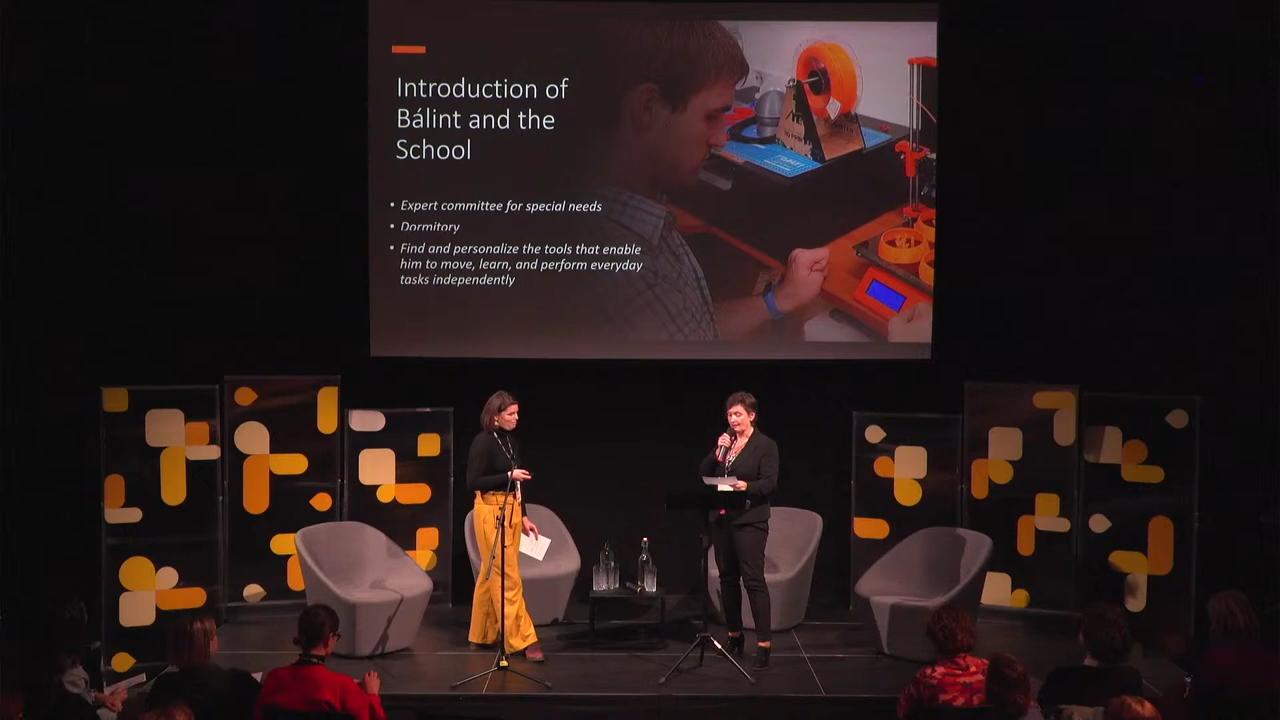 Introduction of
Bálint and the
School
• Expert committee for special needs
• Dormitory
• Find and personalize the tools that enable
him to move, learn, and perform everyday
tasks independently